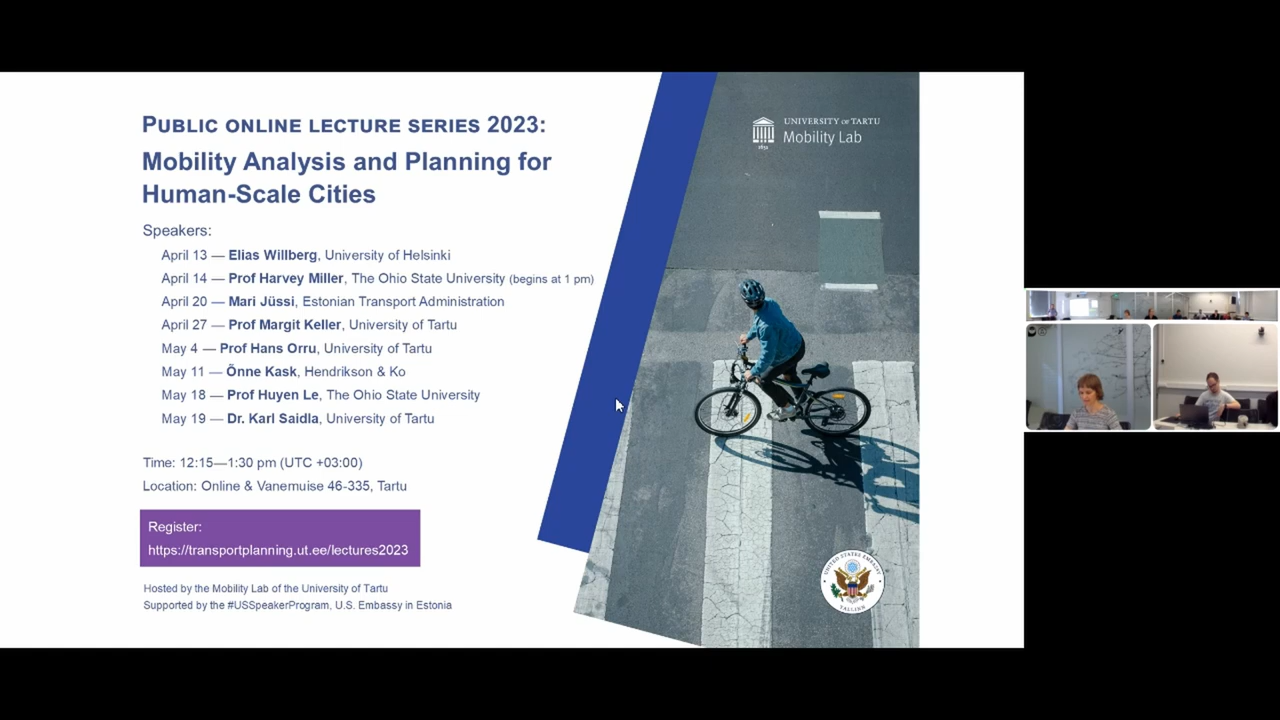 PUBLIC ONLINE LECTURE SERIES 2023:
Mobility Analysis and Planning for
Human-Scale Cities
Speakers:
April 13 — Elias Willberg, University of Helsinki
April 14 — Prof Harvey Miller, The Ohio State University (begins at 1 pm)
April 20 — Mari Jüssi, Estonian Transport Administration
April 27 — Prof Margit Keller, University of Tartu
May 4 — Prof Hans Orru, University of Tartu
May 11 — Õnne Kask, Hendrikson & Ko
May 18 — Prof Huyen Le, The Ohio State University
May 19 — Dr. Karl Saidla, University of Tartu
Time: 12:15—1:30 pm (UTC +03:00)
Location: Online & Vanemuise 46-335, Tartu
Register:
https://transportplanning.ut.ee/lectures2023
Hosted by the Mobility Lab of the University of Tartu
Supported by the #USSpeakerProgram, U.S. Embassy in Estonia
UNIVERSITY OF TARTU
Mobility Lab
1632
UNITED STATES EMBASSY
TALLINN